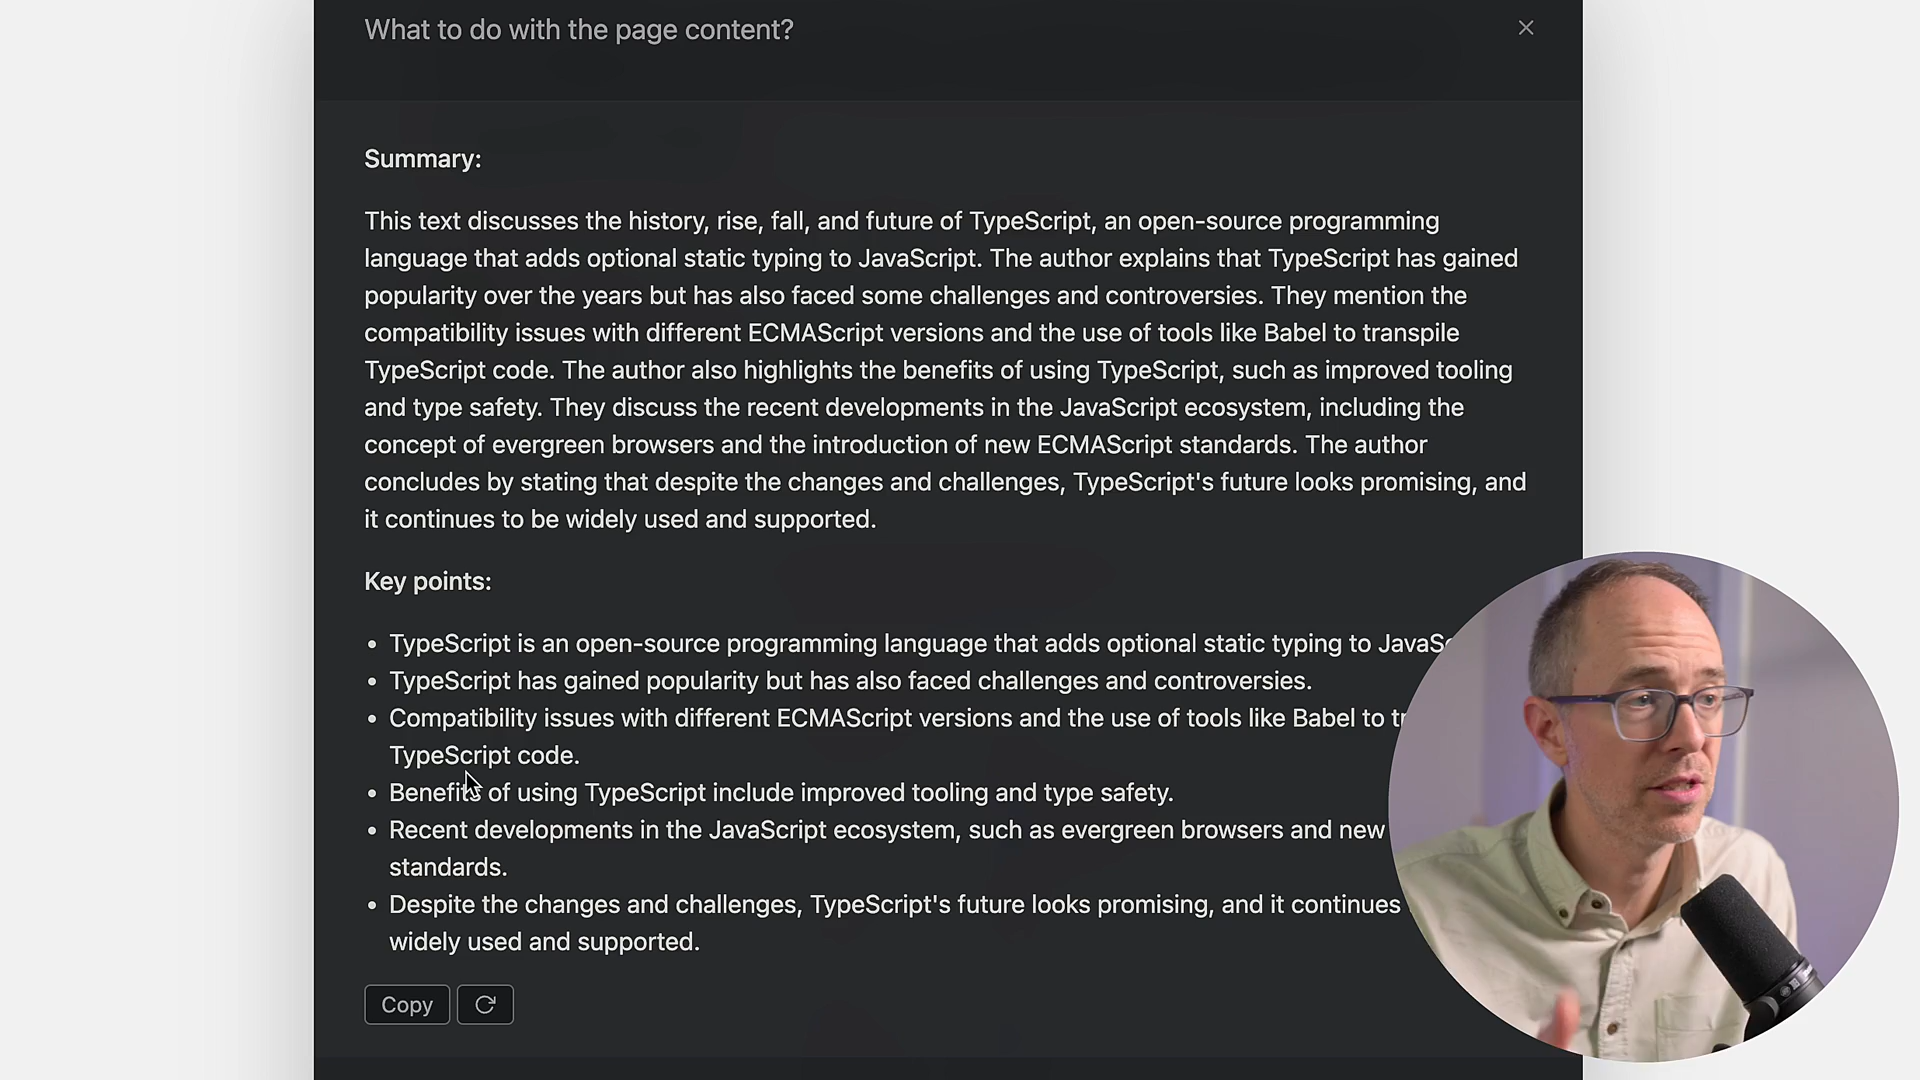 What to do with the page content?
Summary:
This text discusses the history, rise, fall, and future of TypeScript, an open-source programming
language that adds optional static typing to JavaScript. The author explains that TypeScript has gained
popularity over the years but has also faced some challenges and controversies. They mention the
compatibility issues with different ECMAScript versions and the use of tools like Babel to transpile
TypeScript code. The author also highlights the benefits of using TypeScript, such as improved tooling
and type safety. They discuss the recent developments in the JavaScript ecosystem, including the
concept of evergreen browsers and the introduction of new ECMAScript standards. The author
concludes by stating that despite the changes and challenges, TypeScript's future looks promising, and
it continues to be widely used and supported.
Key points:
• TypeScript is an open-source programming language that adds optional static typing to
• TypeScript has gained popularity but has also faced challenges and controversies.
• Compatibility issues with different ECMAScript versions and the use of tools like Babel to
TypeScript code.
• Benefits of using TypeScript include improved tooling and type safety.
• Recent developments in the JavaScript ecosystem, such as evergreen browsers and new
standards.
• Despite the changes and challenges, TypeScript's future looks promising, and it continues
widely used and supported.
Copy